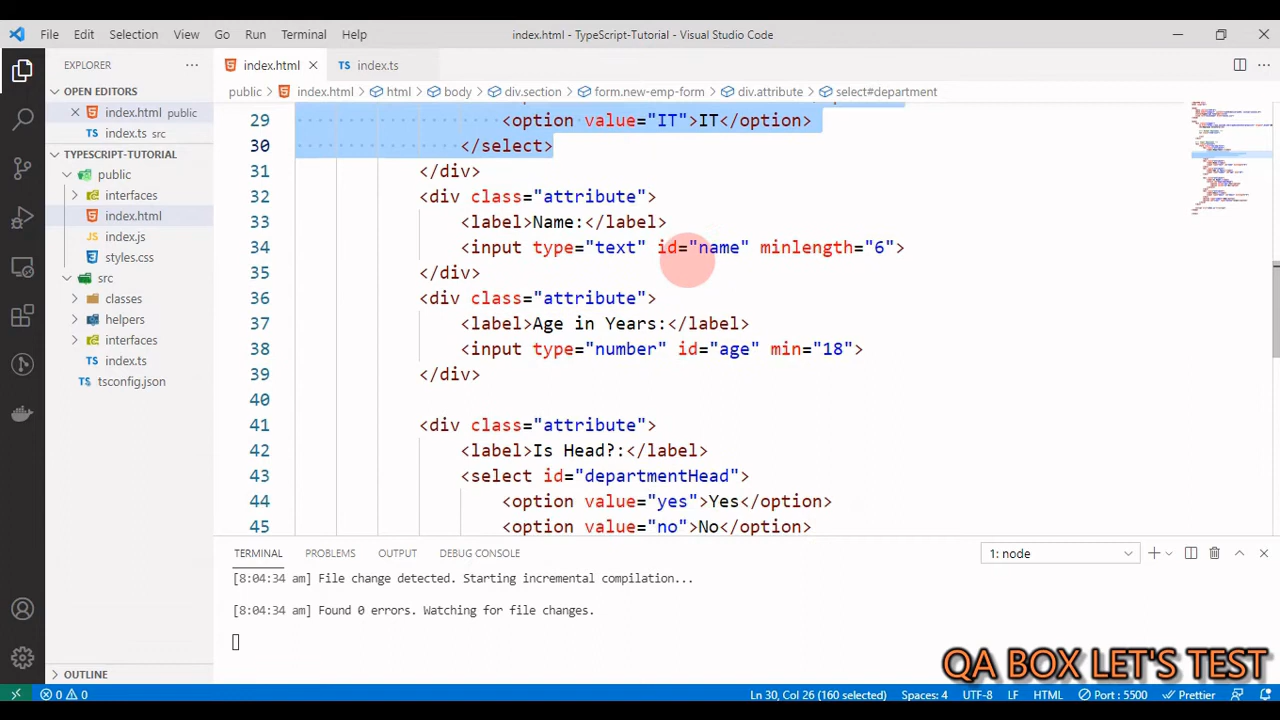 File Edit Selection View Go Run Terminal Help index.html - TypeScript-Tutorial - Visual Studio Code
EXPLORER ···
OPEN EDITORS
index.html public
index.ts src
TYPESCRIPT-TUTORIAL
public
interfaces
index.html
index.js
styles.css
src
classes
helpers
interfaces
index.ts
tsconfig.json
OUTLINE
index.html index.ts
public > index.html > html > body > div.section > form.new-emp-form > div.attribute > select#department
29 <option value="IT">IT</option>
30 </select>
31 </div>
32 <div class="attribute">
33 <label>Name:</label>
34 <input type="text" id="name" minlength="6">
35 </div>
36 <div class="attribute">
37 <label>Age in Years:</label>
38 <input type="number" id="age" min="18">
39 </div>
40
41 <div class="attribute">
42 <label>Is Head?:</label>
43 <select id="departmentHead">
44 <option value="yes">Yes</option>
45 <option value="no">No</option>
TERMINAL PROBLEMS OUTPUT DEBUG CONSOLE 1: node
[8:04:34 am] File change detected. Starting incremental compilation...
[8:04:34 am] Found 0 errors. Watching for file changes.
QA BOX LET'S TEST
0 0 Ln 30, Col 26 (160 selected) Spaces: 4 UTF-8 LF HTML Port : 5500 Prettier